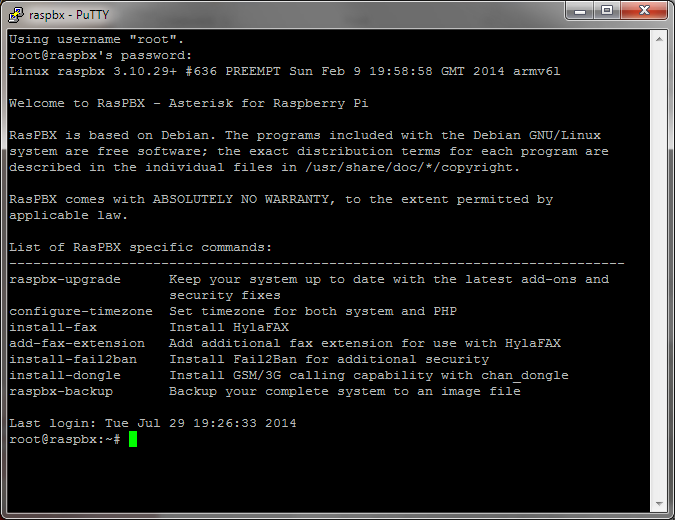 raspbx - PuTTY
Using username "root".
root@raspbx's password:
Linux raspbx 3.10.29+ #636 PREEMPT Sun Feb 9 19:58:58 GMT 2014 armv6l
Welcome to RasPBX - Asterisk for Raspberry Pi
RasPBX is based on Debian. The programs included with the Debian GNU/Linux
system are free software; the exact distribution terms for each program are
described in the individual files in /usr/share/doc/*/copyright.
RasPBX comes with ABSOLUTELY NO WARRANTY, to the extent permitted by
applicable law.
List of RasPBX specific commands:
-----------------------------------------------------------------------------
raspbx-upgrade      Keep your system up to date with the latest add-ons and
                    security fixes
configure-timezone  Set timezone for both system and PHP
install-fax         Install HylaFAX
add-fax-extension   Add additional fax extension for use with HylaFAX
install-fail2ban    Install Fail2Ban for additional security
install-dongle      Install GSM/3G calling capability with chan_dongle
raspbx-backup       Backup your complete system to an image file
Last login: Tue Jul 29 19:26:33 2014
root@raspbx:~#